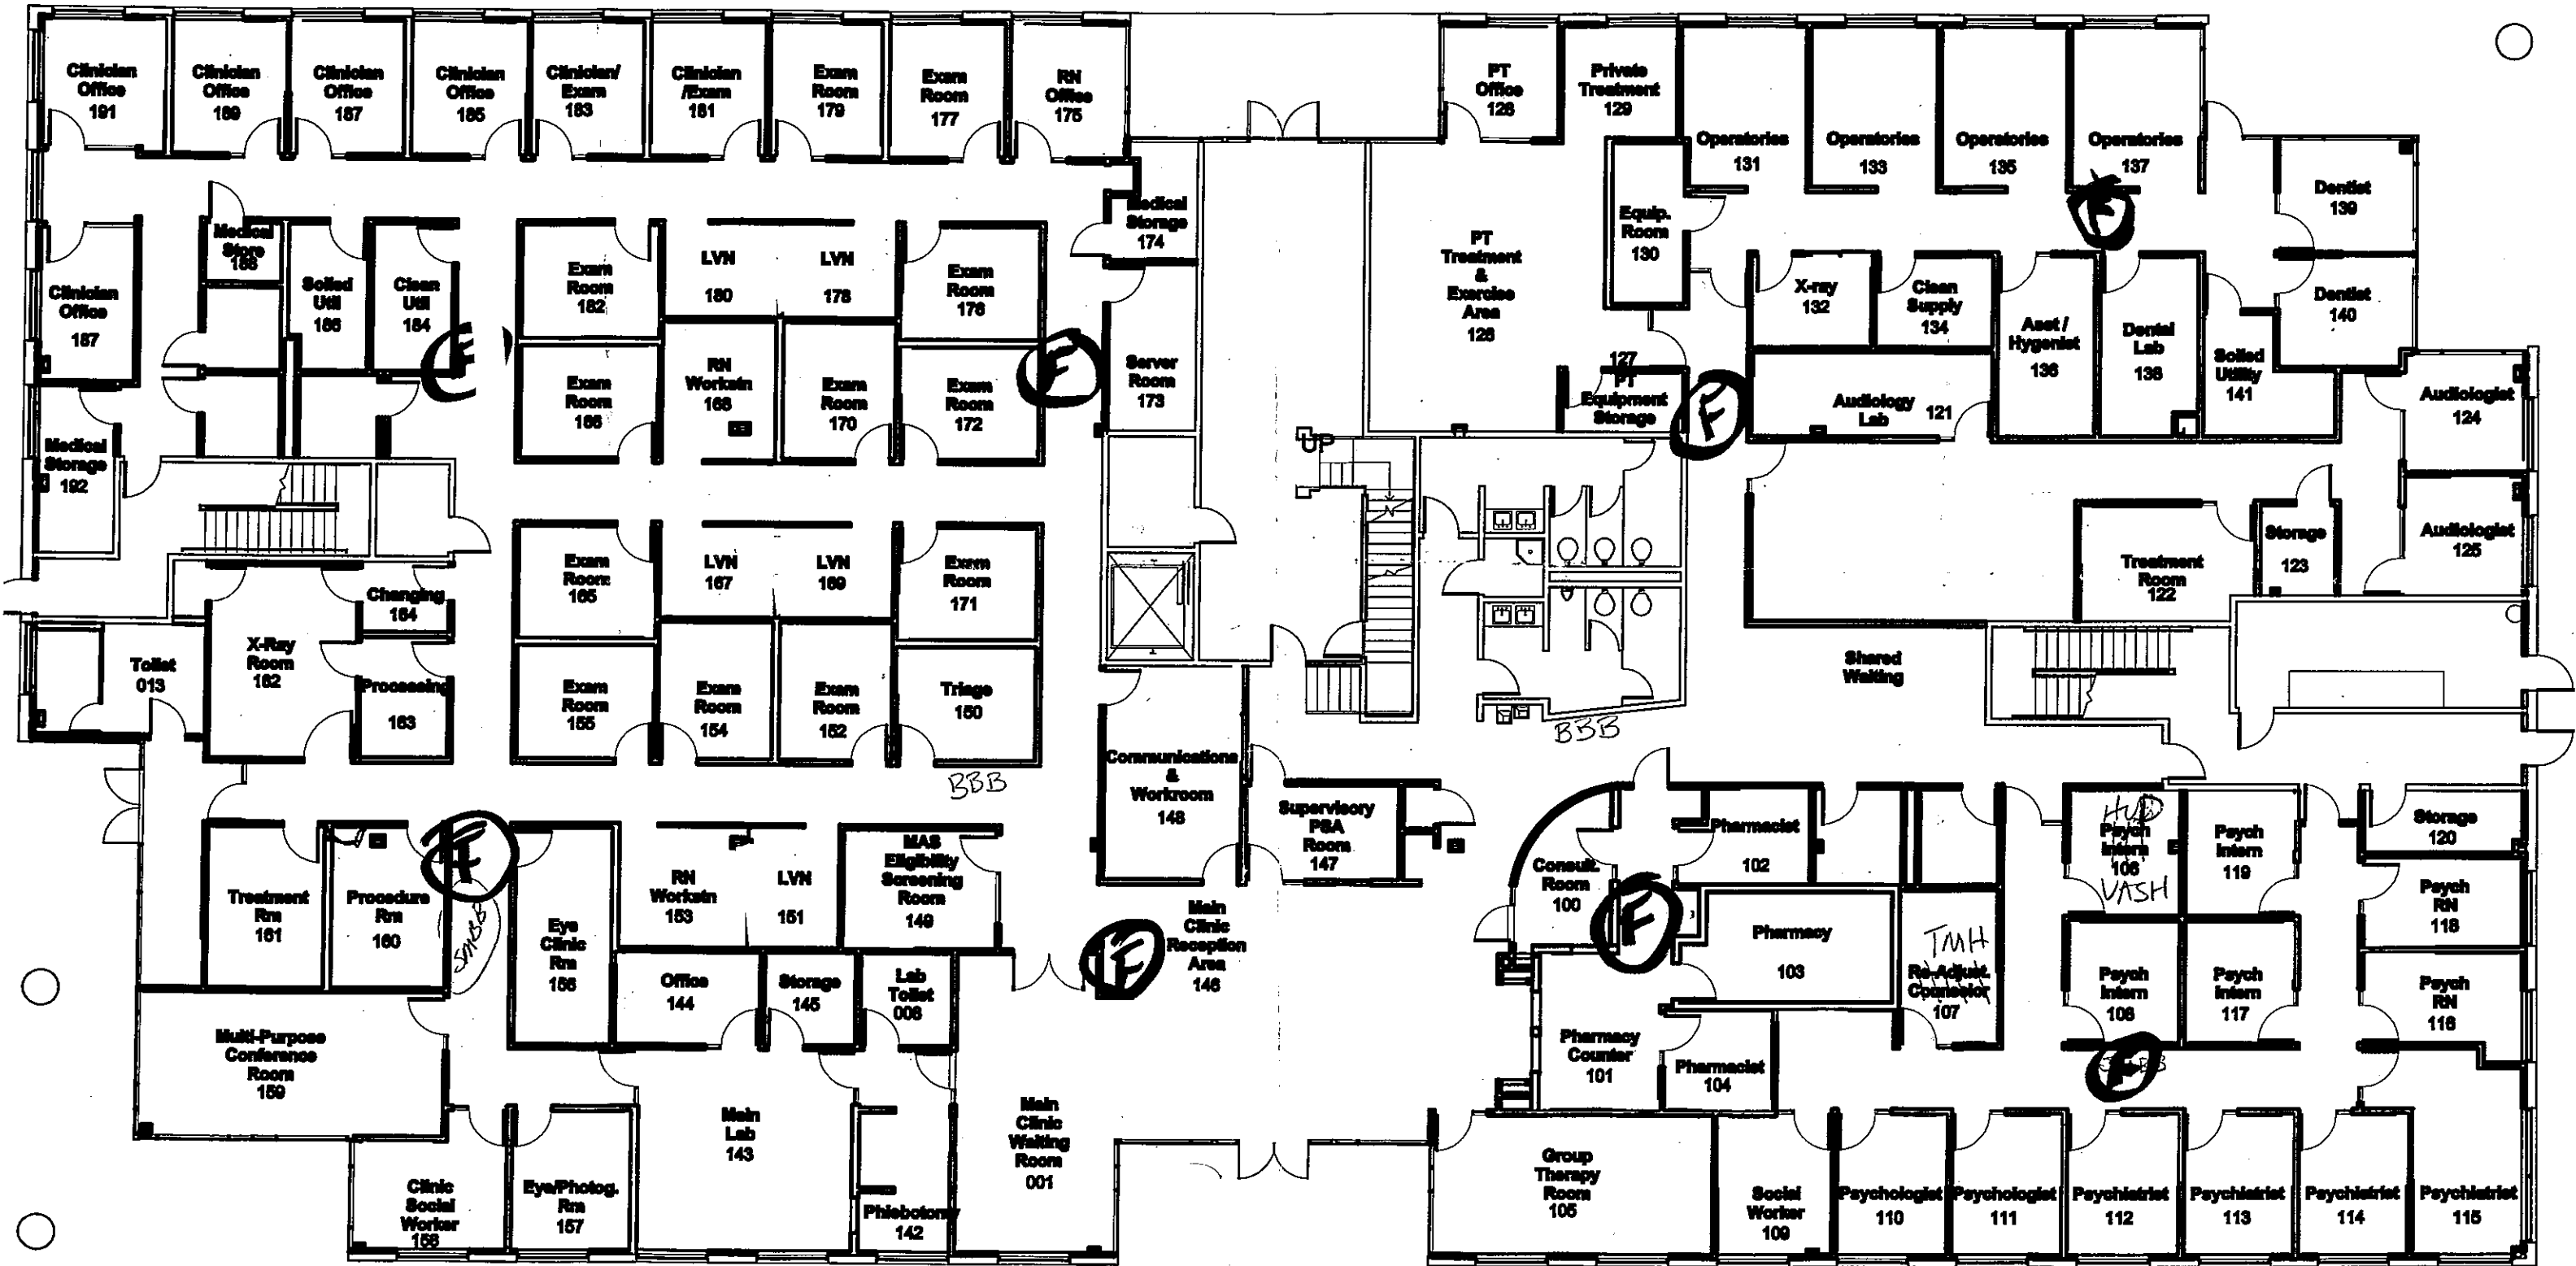 Clinician
Office
191
Clinician
Office
189
Clinician
Office
187
Clinician
Office
185
Clinician/
Exam
183
Clinician
/Exam
181
Exam
Room
179
Exam
Room
177
RN
Office
175
PT
Office
128
Private
Treatment
129
Operatories
131
Operatories
133
Operatories
135
Operatories
137
F
Dentist
139
Dentist
140
Medical
Storage
174
Equip.
Room
130
PT
Treatment
&
Exercise
Area
126
Medical
Store
188
Soiled
Util
186
Clean
Util
184
F
Clinician
Office
187
Exam
Room
182
LVN
180
LVN
178
Exam
Room
176
Exam
Room
166
RN
Workstn
168
Exam
Room
170
Exam
Room
172
F
Server
Room
173
127
PT
Equipment
Storage
F
X-ray
132
Clean
Supply
134
Asst /
Hygenist
136
Dental
Lab
138
Soiled
Utility
141
Audiology
Lab
121
Audiologist
124
Audiologist
125
Medical
Storage
192
UP
Treatment
Room
122
Storage
123
Exam
Room
165
LVN
167
LVN
169
Exam
Room
171
Changing
164
Toilet
013
X-Ray
Room
162
Processing
163
Exam
Room
155
Exam
Room
154
Exam
Room
152
Triage
150
BBB
Shared
Waiting
BBB
Communications
&
Workroom
148
Supervisory
PSA
Room
147
Treatment
Rm
161
Procedure
Rm
160
F
SMBB
Eye
Clinic
Rm
156
RN
Workstn
153
LVN
151
MAS
Eligibility
Screening
Room
149
Main
Clinic
Reception
Area
146
F
Office
144
Storage
145
Lab
Toilet
008
Consult.
Room
100
F
Pharmacist
102
Pharmacy
103
Pharmacy
Counter
101
Pharmacist
104
TMH
Re-Adjust.
Counselor
107
HUD
Psych
Intern
106
VASH
Psych
Intern
119
Storage
120
Psych
RN
118
Psych
Intern
108
Psych
Intern
117
Psych
RN
116
F
Multi-Purpose
Conference
Room
159
Clinic
Social
Worker
158
Eye/Photog.
Rm
157
Main
Lab
143
Phlebotomy
142
Main
Clinic
Waiting
Room
001
Group
Therapy
Room
105
Social
Worker
109
Psychologist
110
Psychologist
111
Psychiatrist
112
Psychiatrist
113
Psychiatrist
114
Psychiatrist
115